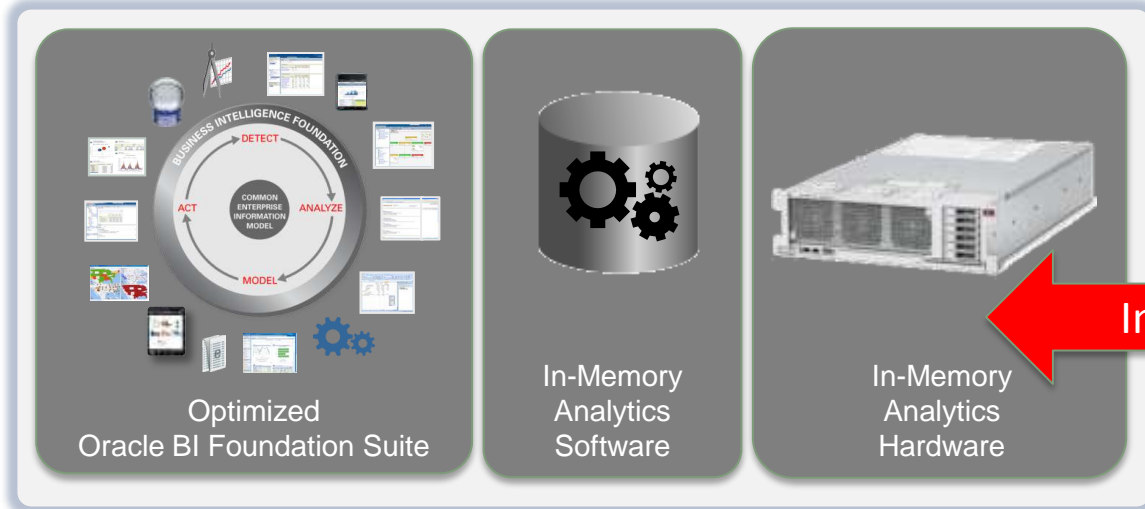 BUSINESS INTELLIGENCE FOUNDATION
DETECT
ANALYZE
MODEL
ACT
COMMON
ENTERPRISE
INFORMATION
MODEL
Optimized
Oracle BI Foundation Suite
In-Memory
Analytics
Software
In-Memory
Analytics
Hardware
In